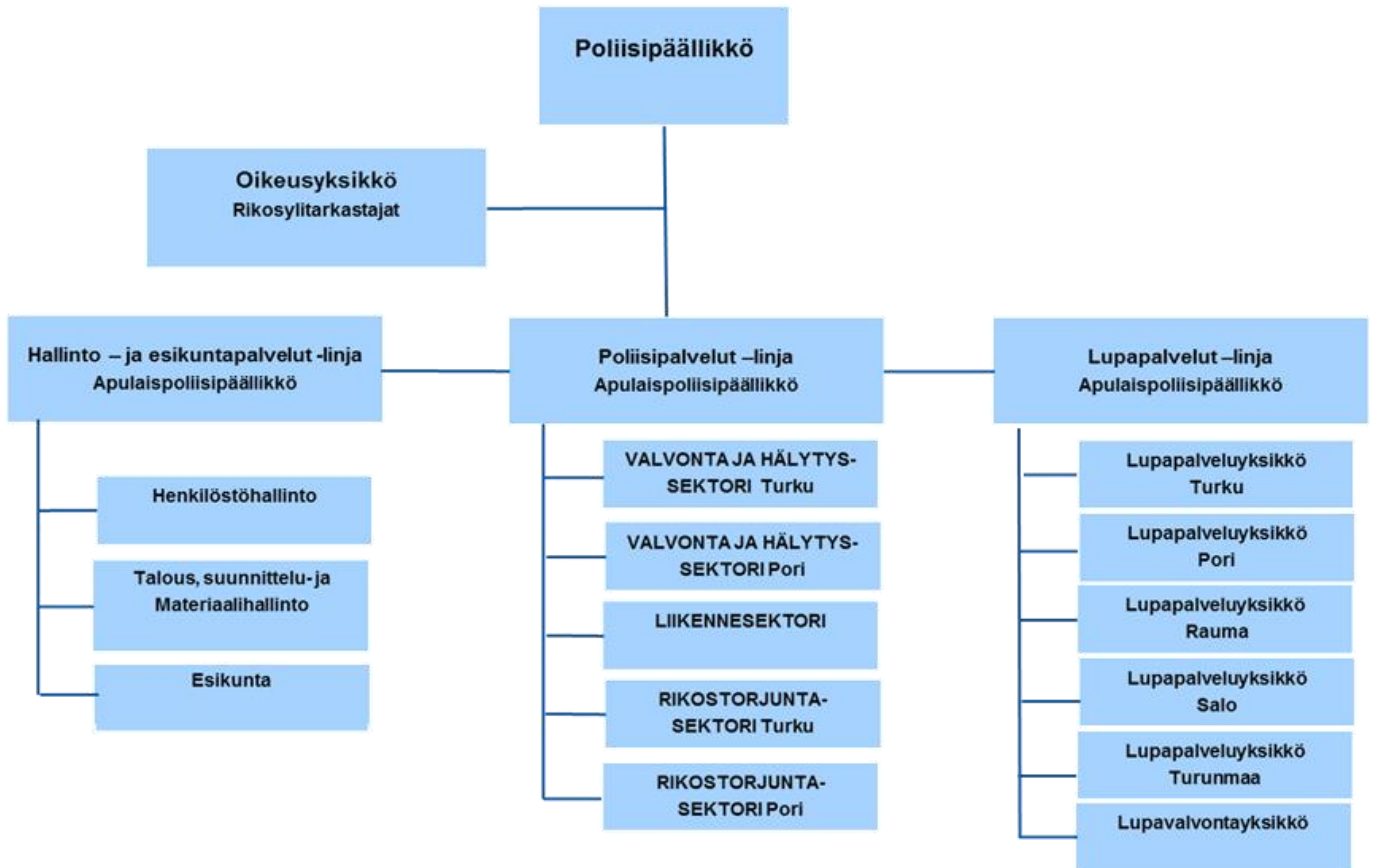 Poliisipäällikkö
Oikeusyksikkö
Rikosylitarkastajat
Hallinto – ja esikuntapalvelut -linja
Apulaispoliisipäällikkö
Poliisipalvelut –linja
Apulaispoliisipäällikkö
Lupapalvelut –linja
Apulaispoliisipäällikkö
Henkilöstöhallinto
Talous, suunnittelu- ja
Materiaalihallinto
Esikunta
VALVONTA JA HÄLYTYS-
SEKTORI Turku
VALVONTA JA HÄLYTYS-
SEKTORI Pori
LIIKENNESEKTORI
RIKOSTORJUNTA-
SEKTORI Turku
RIKOSTORJUNTA-
SEKTORI Pori
Lupapalveluyksikkö
Turku
Lupapalveluyksikkö
Pori
Lupapalveluyksikkö
Rauma
Lupapalveluyksikkö
Salo
Lupapalveluyksikkö
Turunmaa
Lupavalvontayksikkö